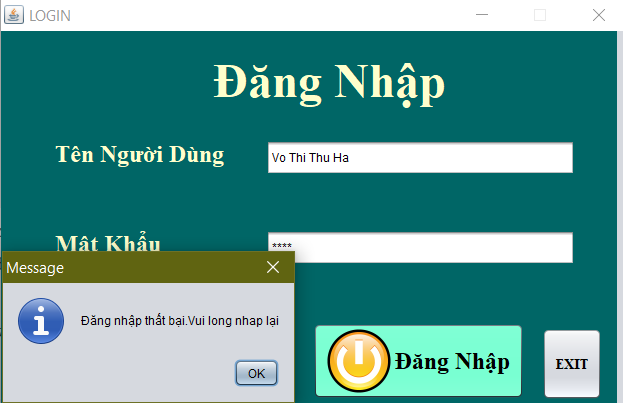 LOGIN
Đăng Nhập
Tên Người Dùng
Vo Thi Thu Ha
Mật Khẩu
****
Message
Đăng nhập thất bại.Vui long nhap lại
OK
Đăng Nhập
EXIT